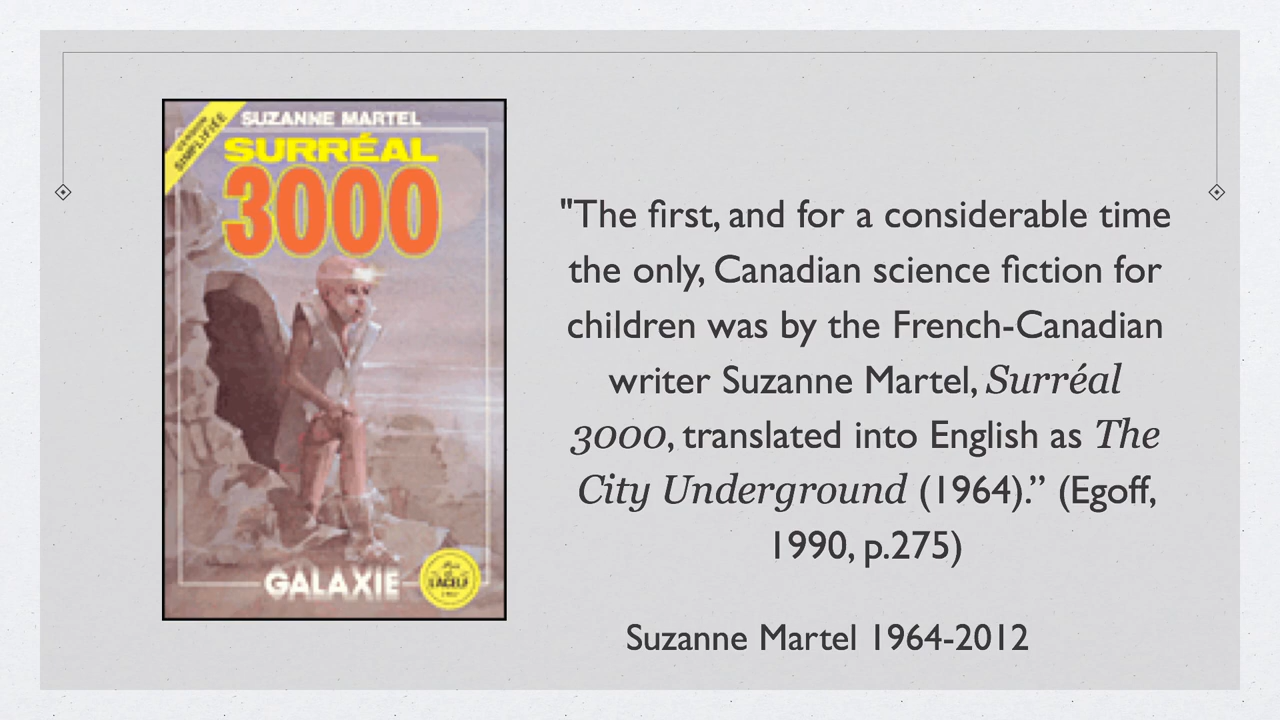 SUZANNE MARTEL
SIMPLIFIÉE
SURRÉAL
3000
GALAXIE
"The first, and for a considerable time
the only, Canadian science fiction for
children was by the French-Canadian
writer Suzanne Martel, Surréal
3000, translated into English as The
City Underground (1964).” (Egoff,
1990, p.275)
Suzanne Martel 1964-2012